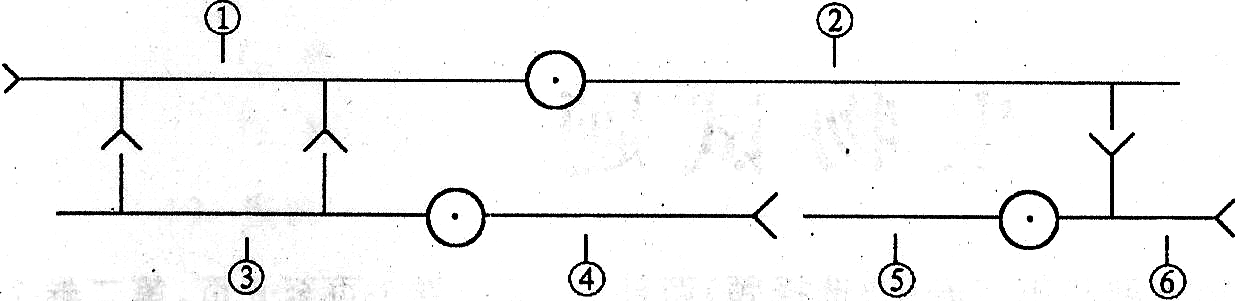 ① ②
③ ④ ⑤ ⑥